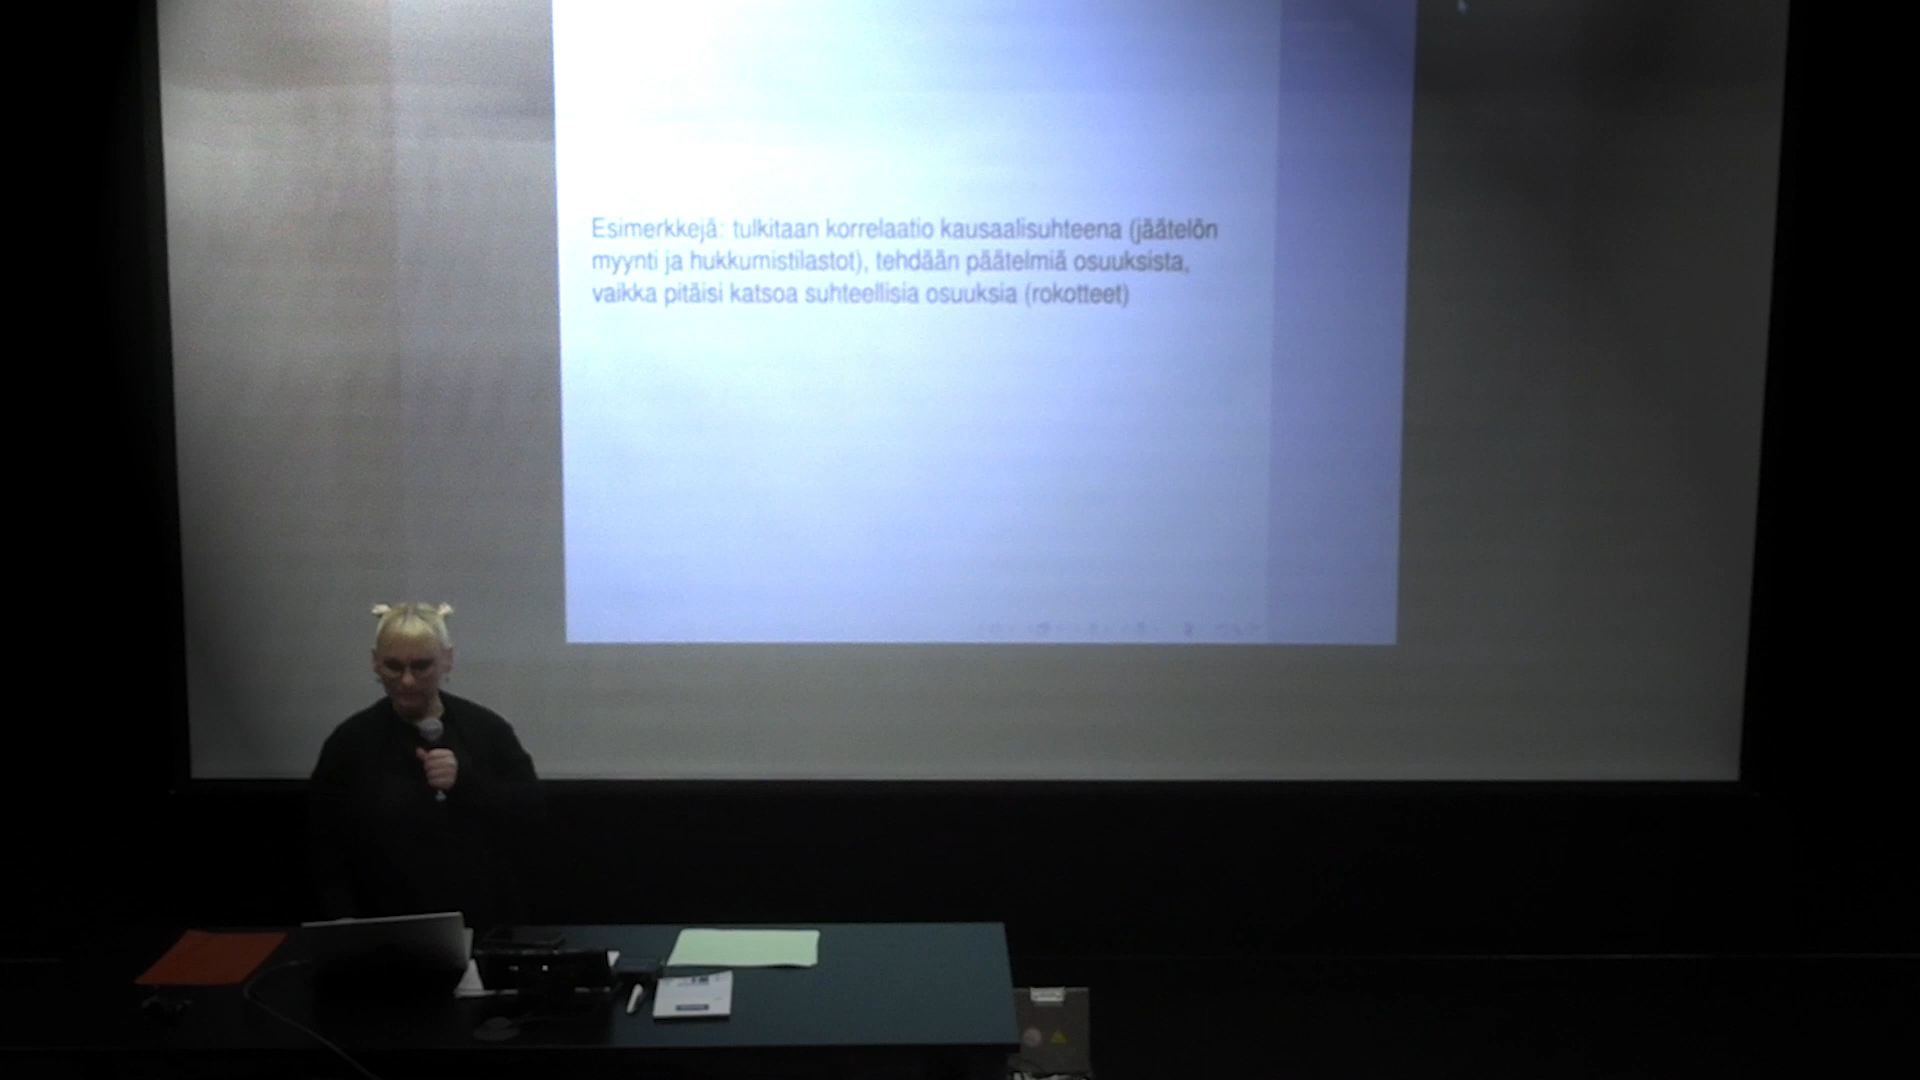 Esimerkkejä: tulkitaan korrelaatio kausaalisuhteena (jäätelön
myynti ja hukkumistilastot), tehdään päätelmiä osuuksista,
vaikka pitäisi katsoa suhteellisia osuuksia (rokotteet)